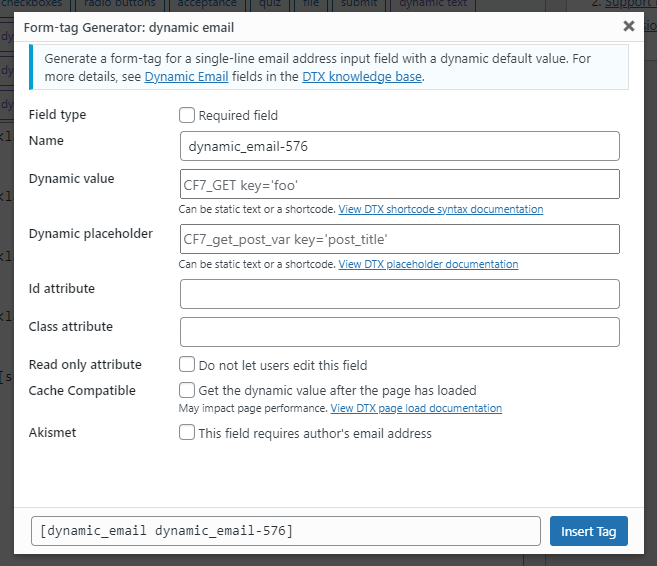 checkboxes radio buttons acceptance quiz file submit dynamic text
2. Support
Form-tag Generator: dynamic email
Generate a form-tag for a single-line email address input field with a dynamic default value. For
more details, see Dynamic Email fields in the DTX knowledge base.
Field type Required field
Name dynamic_email-576
Dynamic value CF7_GET key='foo'
Can be static text or a shortcode. View DTX shortcode syntax documentation
Dynamic placeholder CF7_get_post_var key='post_title'
Can be static text or a shortcode. View DTX placeholder documentation
Id attribute
Class attribute
Read only attribute Do not let users edit this field
Cache Compatible Get the dynamic value after the page has loaded
May impact page performance. View DTX page load documentation
Akismet This field requires author's email address
[dynamic_email dynamic_email-576] Insert Tag